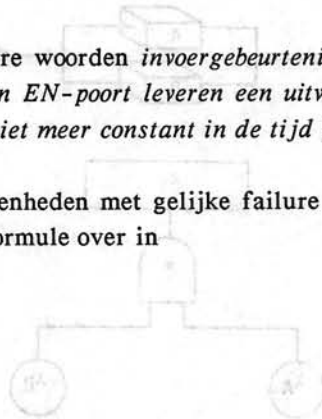 re woorden invoergebeurteni
n EN-poort leveren een uitv
iet meer constant in de tijd
enheden met gelijke failure
ormule over in